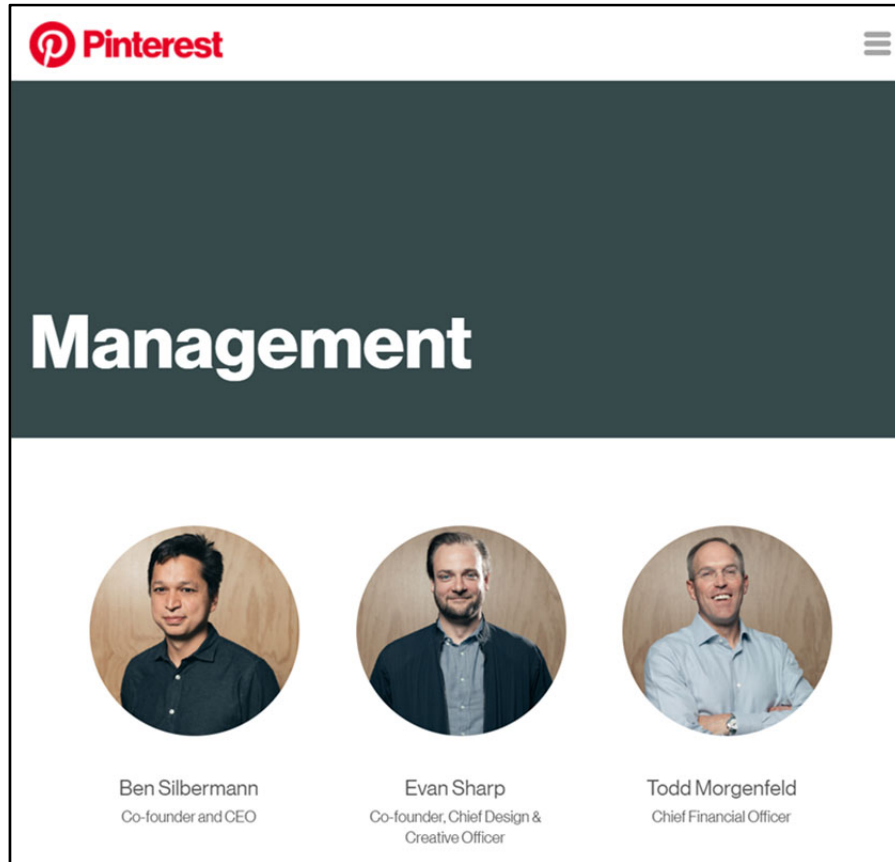 Pinterest
Management
Ben Silbermann
Co-founder and CEO
Evan Sharp
Co-founder, Chief Design &
Creative Officer
Todd Morgenfeld
Chief Financial Officer